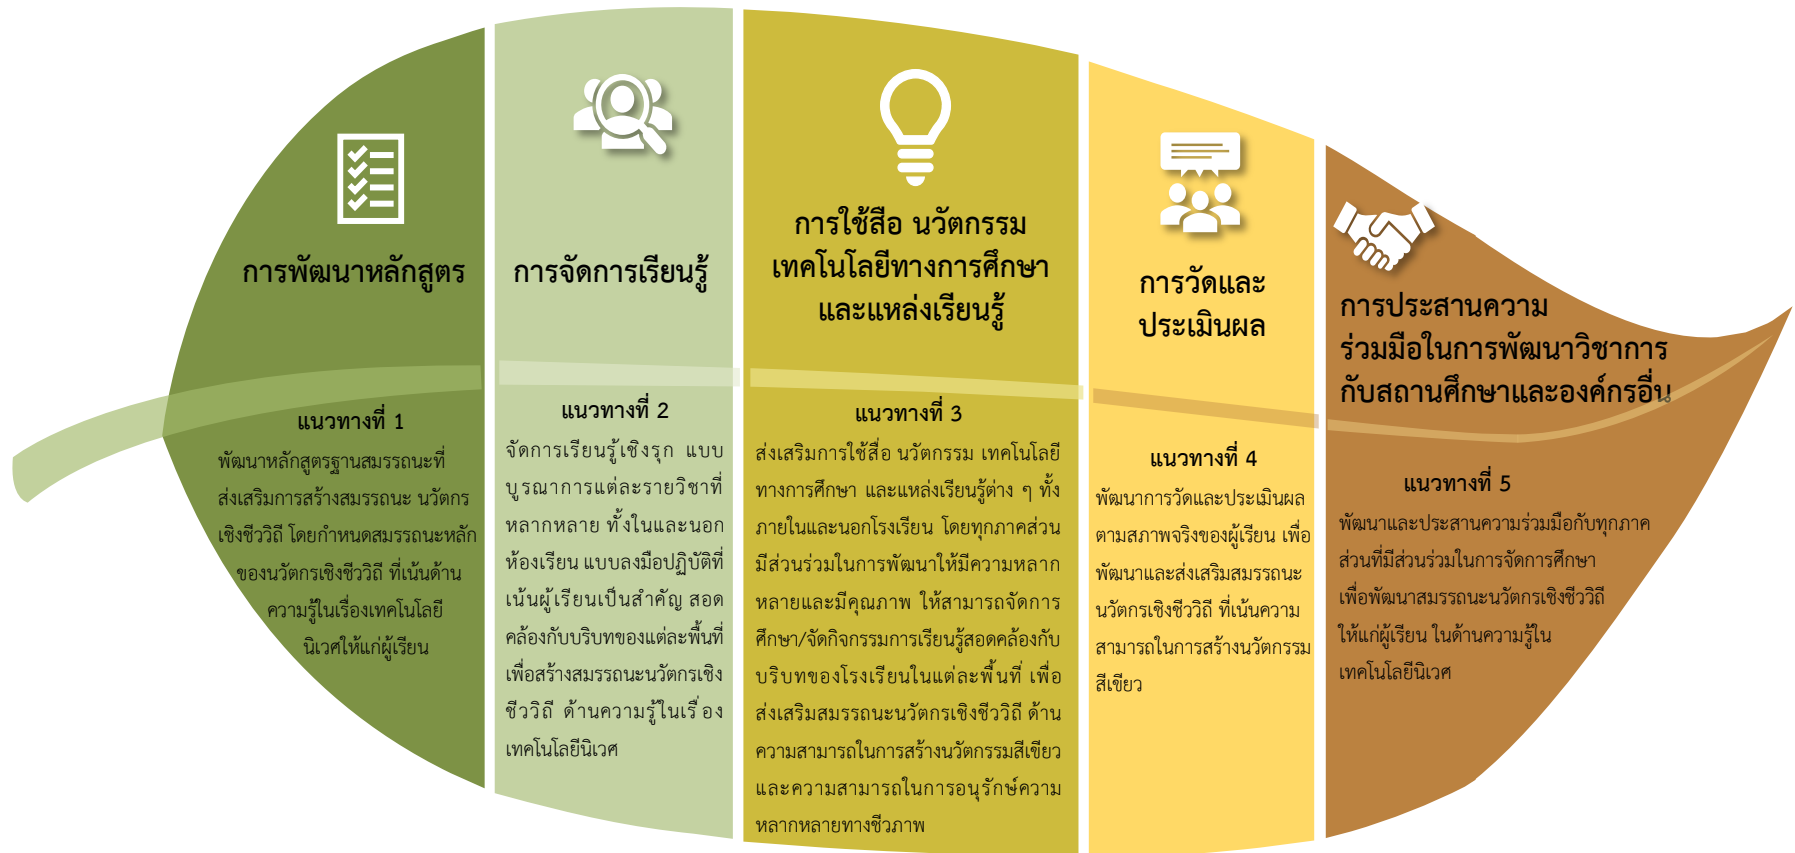 การพัฒนาหลักสูตร
แนวทางที่ 1
พัฒนาหลักสูตรฐานสมรรถนะที่
ส่งเสริมการสร้างสมรรถนะ นวัตกร
เชิงชีววิถี โดยกำหนดสมรรถนะหลัก
ของนวัตกรเชิงชีววิถี ที่เน้นด้าน
ความรู้ในเรื่องเทคโนโลยี
นิเวศให้แก่ผู้เรียน
การจัดการเรียนรู้
แนวทางที่ 2
จัดการเรียนรู้เชิงรุก แบบ
บูรณาการแต่ละรายวิชาที่
หลากหลาย ทั้งในและนอก
ห้องเรียน แบบลงมือปฏิบัติที่
เน้นผู้เรียนเป็นสำคัญ สอด
คล้องกับบริบทของแต่ละพื้นที่
เพื่อสร้างสมรรถนะนวัตกรเชิง
ชีววิถี ด้านความรู้ในเรื่อง
เทคโนโลยีนิเวศ
การใช้สือ นวัตกรรม
เทคโนโลยีทางการศึกษา
และแหล่งเรียนรู้
แนวทางที่ 3
ส่งเสริมการใช้สื่อ นวัตกรรม เทคโนโลยี
ทางการศึกษา และแหล่งเรียนรู้ต่าง ๆ ทั้ง
ภายในและนอกโรงเรียน โดยทุกภาคส่วน
มีส่วนร่วมในการพัฒนาให้มีความหลาก
หลายและมีคุณภาพ ให้สามารถจัดการ
ศึกษา/จัดกิจกรรมการเรียนรู้สอดคล้องกับ
บริบทของโรงเรียนในแต่ละพื้นที่ เพื่อ
ส่งเสริมสมรรถนะนวัตกรเชิงชีววิถี ด้าน
ความสามารถในการสร้างนวัตกรรมสีเขียว
และความสามารถในการอนุรักษ์ความ
หลากหลายทางชีวภาพ
การวัดและ
ประเมินผล
แนวทางที่ 4
พัฒนาการวัดและประเมินผล
ตามสภาพจริงของผู้เรียน เพื่อ
พัฒนาและส่งเสริมสมรรถนะ
นวัตกรเชิงชีววิถี ที่เน้นความ
สามารถในการสร้างนวัตกรรม
สีเขียว
การประสานความ
ร่วมมือในการพัฒนาวิชาการ
กับสถานศึกษาและองค์กรอื่น
แนวทางที่ 5
พัฒนาและประสานความร่วมมือกับทุกภาค
ส่วนที่มีส่วนร่วมในการจัดการศึกษา
เพื่อพัฒนาสมรรถนะนวัตกรเชิงชีววิถี
ให้แก่ผู้เรียน ในด้านความรู้ใน
เทคโนโลยีนิเวศ